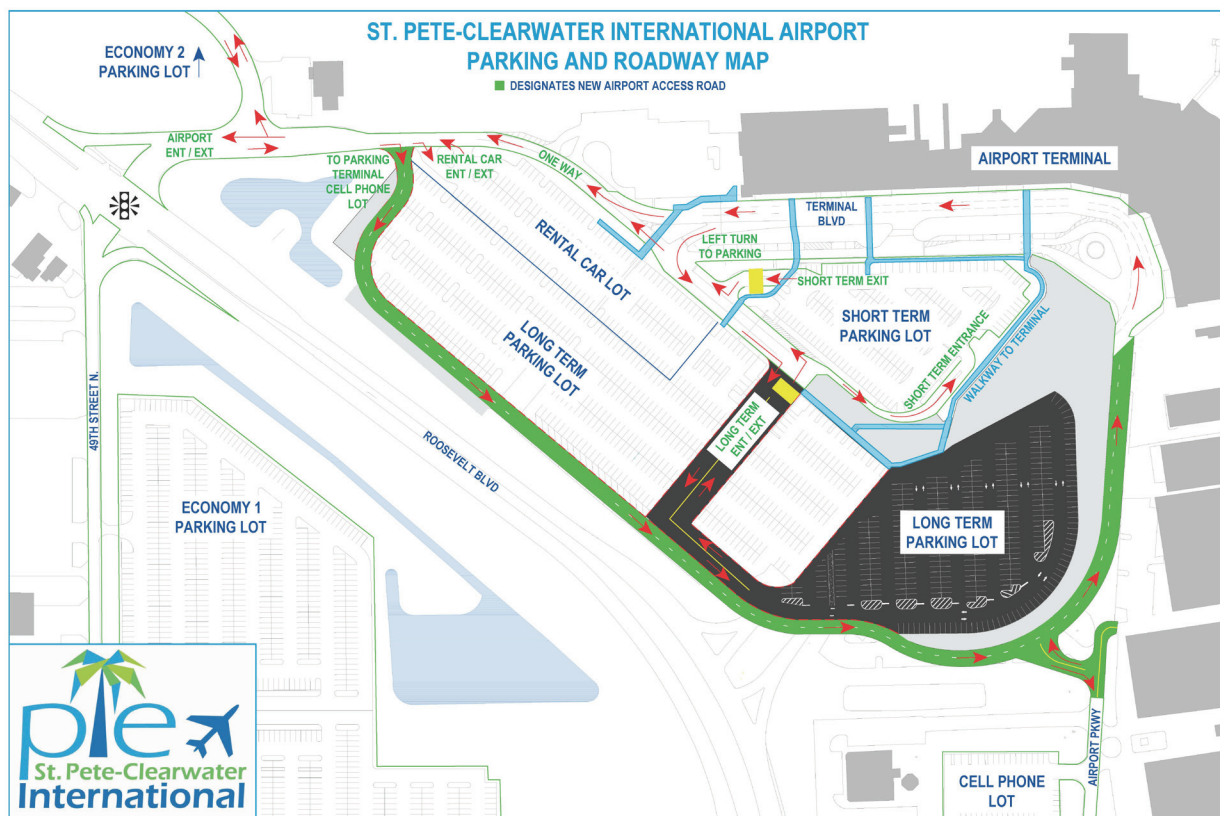 ST. PETE-CLEARWATER INTERNATIONAL AIRPORT
PARKING AND ROADWAY MAP
DESIGNATES NEW AIRPORT ACCESS ROAD
ECONOMY 2
PARKING LOT
AIRPORT
ENT / EXT
TO PARKING
TERMINAL
CELL PHONE
LOT
RENTAL CAR
ENT / EXT
ONE WAY
AIRPORT TERMINAL
TERMINAL
BLVD
LEFT TURN
TO PARKING
SHORT TERM EXIT
RENTAL CAR LOT
SHORT TERM
PARKING LOT
SHORT TERM ENTRANCE
WALKWAY TO TERMINAL
LONG TERM
PARKING LOT
LONG TERM
ENT / EXT
49TH STREET N.
ROOSEVELT BLVD
ECONOMY 1
PARKING LOT
LONG TERM
PARKING LOT
AIRPORT PKWY
CELL PHONE
LOT
pie
St. Pete-Clearwater
International